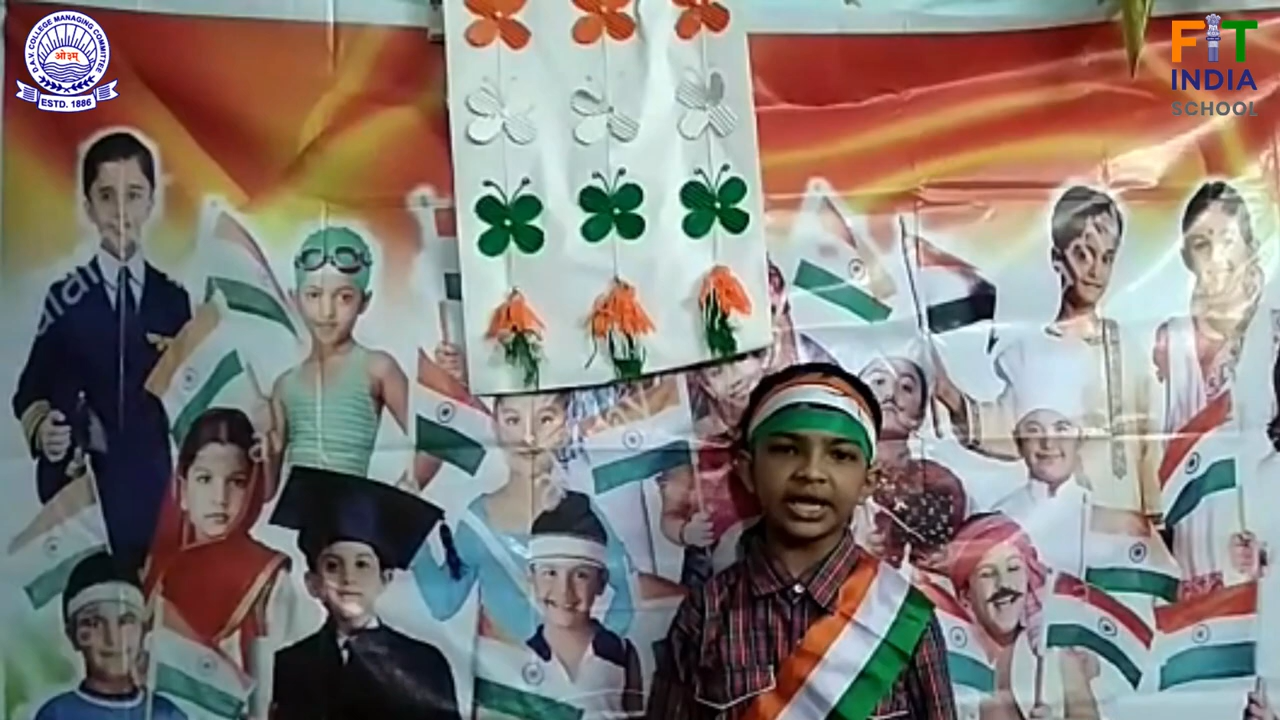 D.A.V. COLLEGE MANAGING COMMITTEE
ओ३म्
ESTD. 1886
FIT
INDIA
SCHOOL